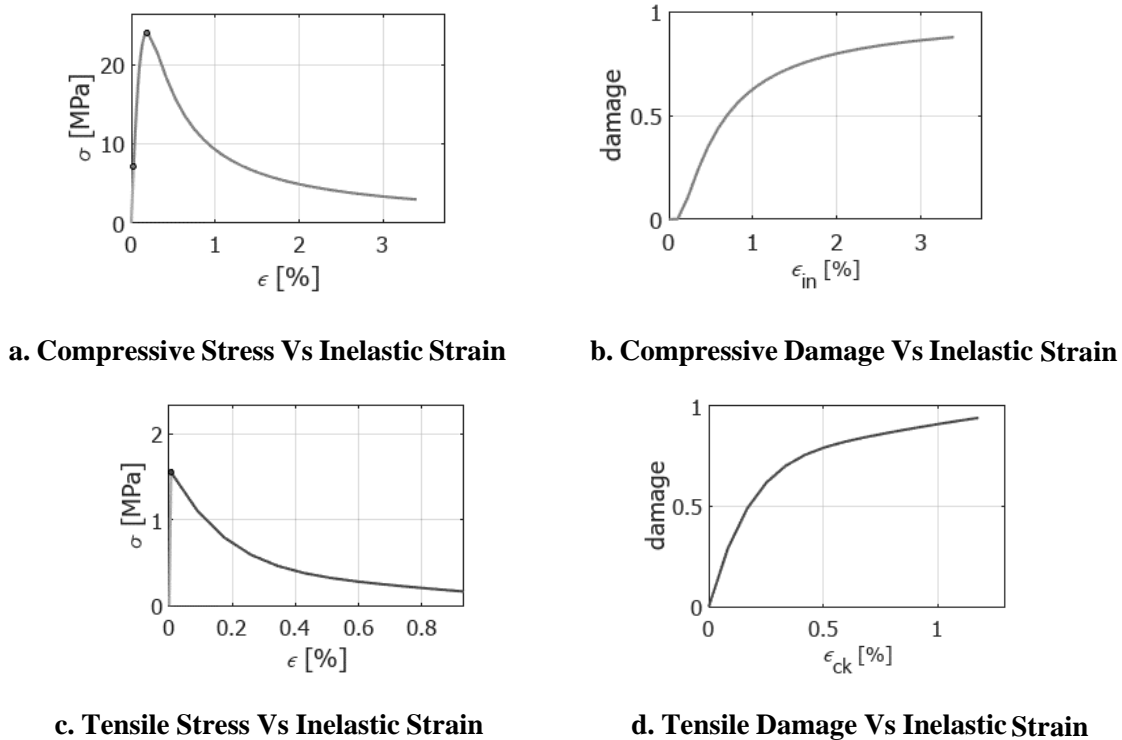 σ [MPa]
20
10
0
0 1 2 3
ϵ [%]
damage
1
0.5
0
0 1 2 3
ϵin [%]
a. Compressive Stress Vs Inelastic Strain
b. Compressive Damage Vs Inelastic Strain
σ [MPa]
2
1
0
0 0.2 0.4 0.6 0.8
ϵ [%]
damage
1
0.5
0
0 0.5 1
ϵck [%]
c. Tensile Stress Vs Inelastic Strain
d. Tensile Damage Vs Inelastic Strain